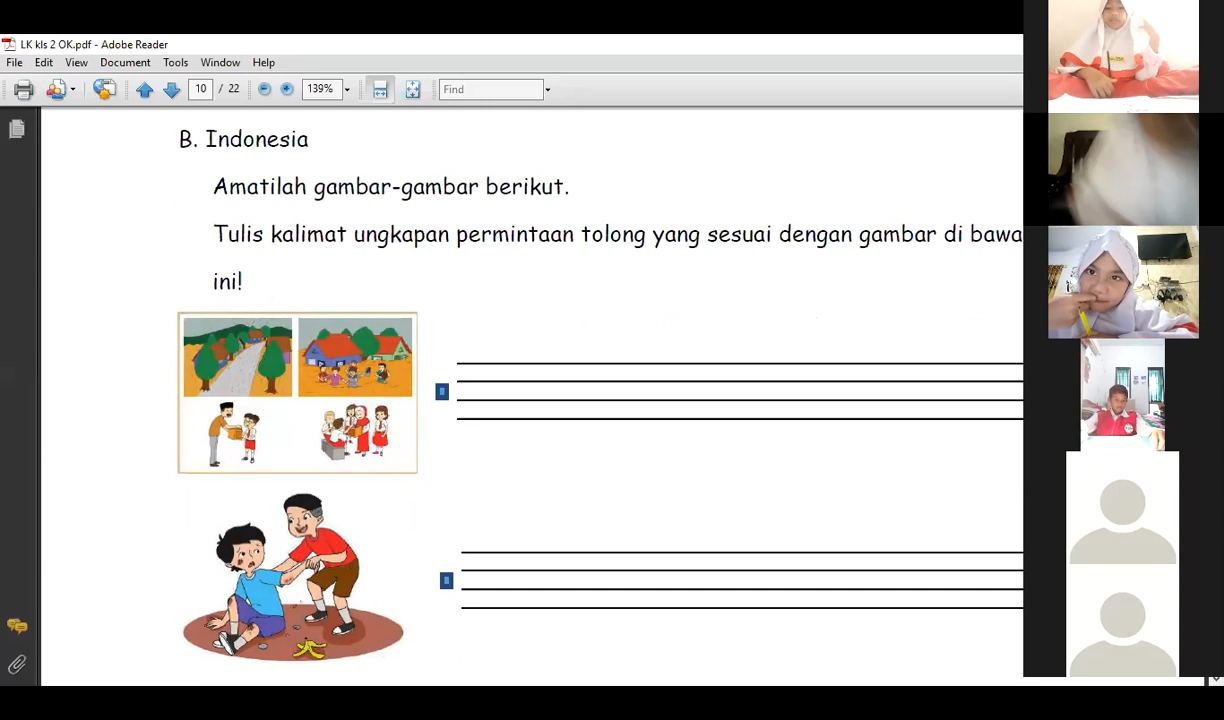 LK kls 2 OK.pdf - Adobe Reader
File Edit View Document Tools Window Help
10 / 22 139% Find
B. Indonesia
Amatilah gambar-gambar berikut.
Tulis kalimat ungkapan permintaan tolong yang sesuai dengan gambar di bawa
ini!